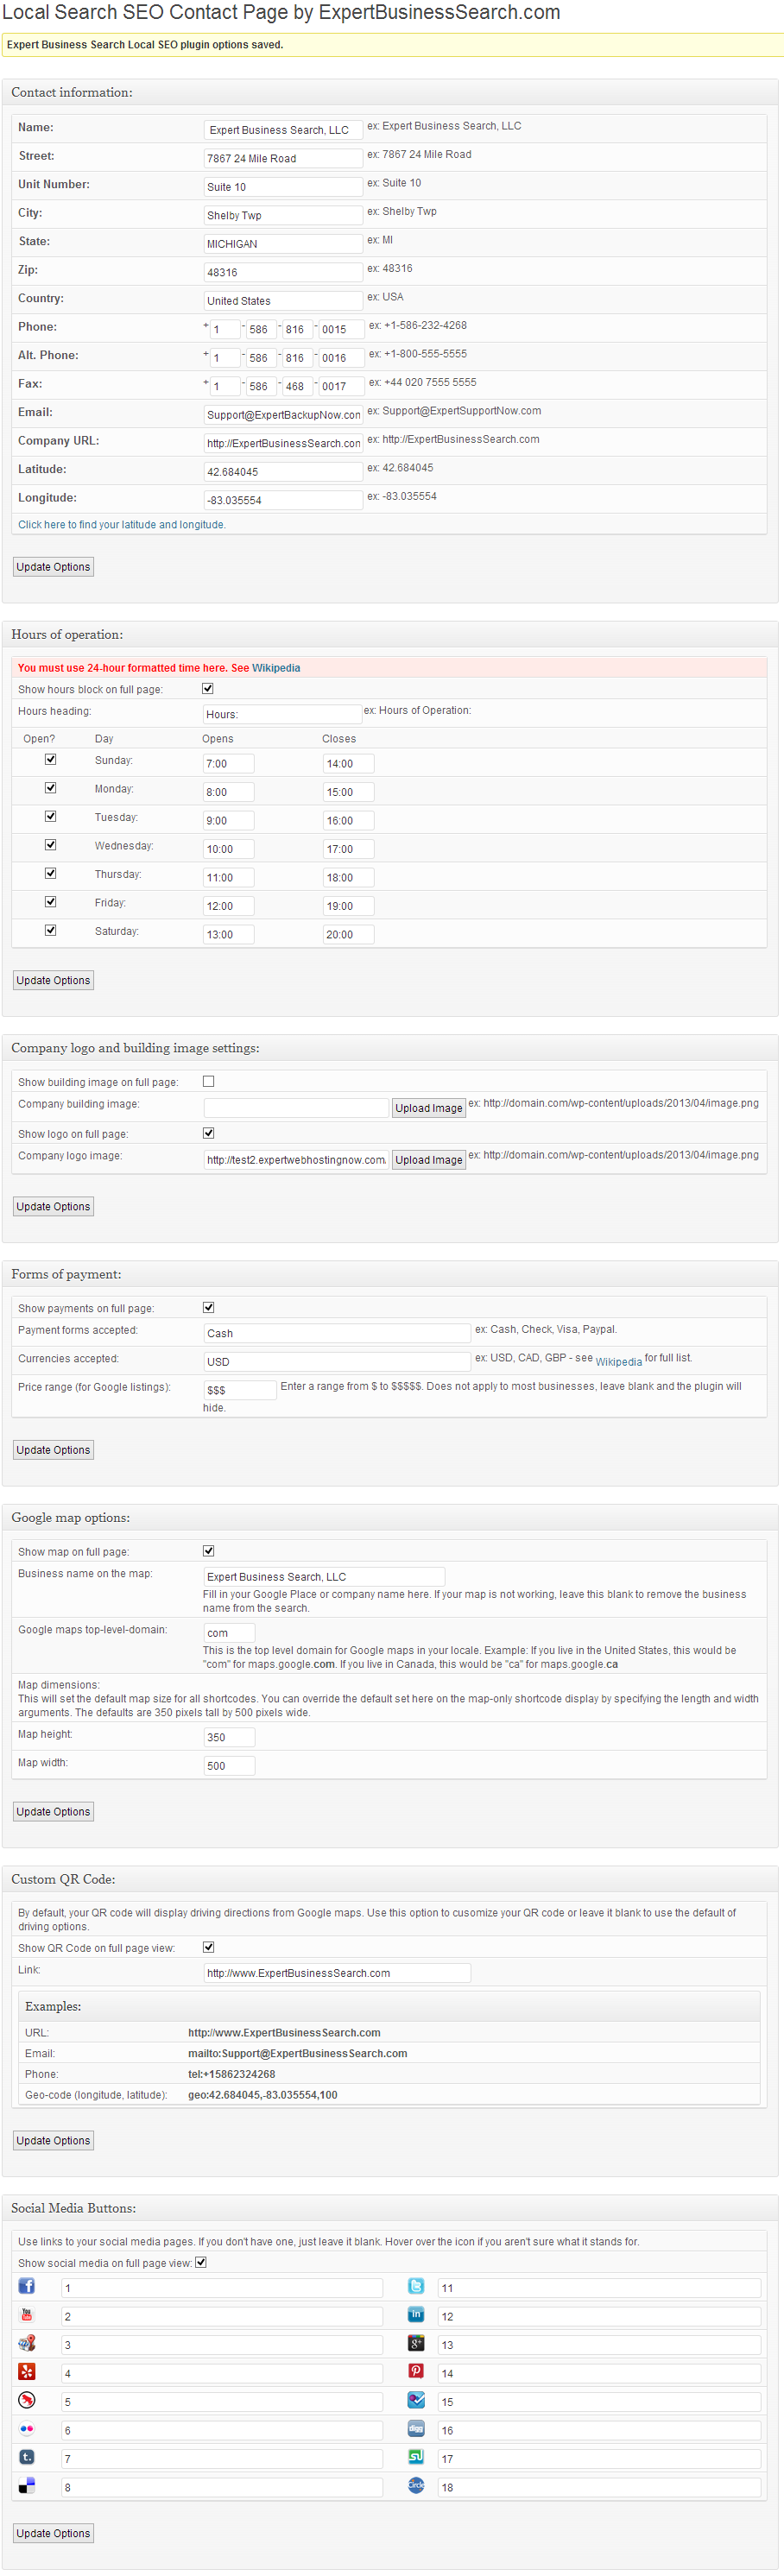 Local Search SEO Contact Page by ExpertBusinessSearch.com
Expert Business Search Local SEO plugin options saved.
Contact information:
Name: Expert Business Search, LLC ex: Expert Business Search, LLC
Street: 7867 24 Mile Road ex: 7867 24 Mile Road
Unit Number: Suite 10 ex: Suite 10
City: Shelby Twp ex: Shelby Twp
State: MICHIGAN ex: MI
Zip: 48316 ex: 48316
Country: United States ex: USA
Phone: + 1 - 586 - 816 - 0015 ex: +1-586-232-4268
Alt. Phone: + 1 - 586 - 816 - 0016 ex: +1-800-555-5555
Fax: + 1 - 586 - 468 - 0017 ex: +44 020 7555 5555
Email: Support@ExpertBackupNow.con ex: Support@ExpertSupportNow.com
Company URL: http://ExpertBusinessSearch.con ex: http://ExpertBusinessSearch.com
Latitude: 42.684045 ex: 42.684045
Longitude: -83.035554 ex: -83.035554
Click here to find your latitude and longitude.
Update Options
Hours of operation:
You must use 24-hour formatted time here. See Wikipedia
Show hours block on full page:
Hours heading: Hours: ex: Hours of Operation:
Open? Day Opens Closes
Sunday: 7:00 14:00
Monday: 8:00 15:00
Tuesday: 9:00 16:00
Wednesday: 10:00 17:00
Thursday: 11:00 18:00
Friday: 12:00 19:00
Saturday: 13:00 20:00
Update Options
Company logo and building image settings:
Show building image on full page:
Company building image: Upload Image ex: http://domain.com/wp-content/uploads/2013/04/image.png
Show logo on full page:
Company logo image: http://test2.expertwebhostingnow.com. Upload Image ex: http://domain.com/wp-content/uploads/2013/04/image.png
Update Options
Forms of payment:
Show payments on full page:
Payment forms accepted: Cash ex: Cash, Check, Visa, Paypal.
Currencies accepted: USD ex: USD, CAD, GBP - see Wikipedia for full list.
Price range (for Google listings): $$$ Enter a range from $ to $$$$$. Does not apply to most businesses, leave blank and the plugin will
hide.
Update Options
Google map options:
Show map on full page:
Business name on the map: Expert Business Search, LLC
Fill in your Google Place or company name here. If your map is not working, leave this blank to remove the business
name from the search.
Google maps top-level-domain: com
This is the top level domain for Google maps in your locale. Example: If you live in the United States, this would be
"com" for maps.google.com. If you live in Canada, this would be "ca" for maps.google.ca
Map dimensions:
This will set the default map size for all shortcodes. You can override the default set here on the map-only shortcode display by specifying the length and width
arguments. The defaults are 350 pixels tall by 500 pixels wide.
Map height: 350
Map width: 500
Update Options
Custom QR Code:
By default, your QR code will display driving directions from Google maps. Use this option to cusomize your QR code or leave it blank to use the default of
driving options.
Show QR Code on full page view:
Link: http://www.ExpertBusinessSearch.com
Examples:
URL: http://www.ExpertBusinessSearch.com
Email: mailto:Support@ExpertBusinessSearch.com
Phone: tel:+15862324268
Geo-code (longitude, latitude): geo:42.684045,-83.035554,100
Update Options
Social Media Buttons:
Use links to your social media pages. If you don't have one, just leave it blank. Hover over the icon if you aren't sure what it stands for.
Show social media on full page view:
f 1 t 11
You Tube 2 in 12
3 g+ 13
4 P 14
5 15
6 digg 16
t. 7 17
8 Circle 18
Update Options